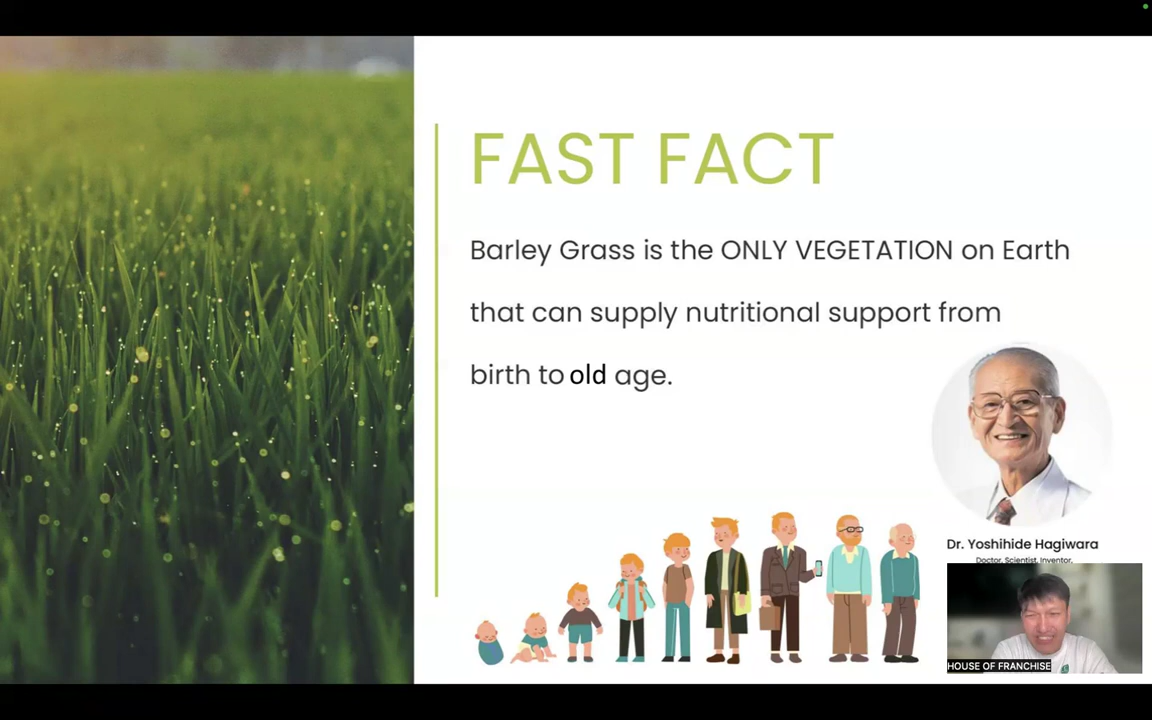 FAST FACT
Barley Grass is the ONLY VEGETATION on Earth
that can supply nutritional support from
birth to old age.
Dr. Yoshihide Hagiwara
Doctor, Scientist, Inventor,
HOUSE OF FRANCHISE